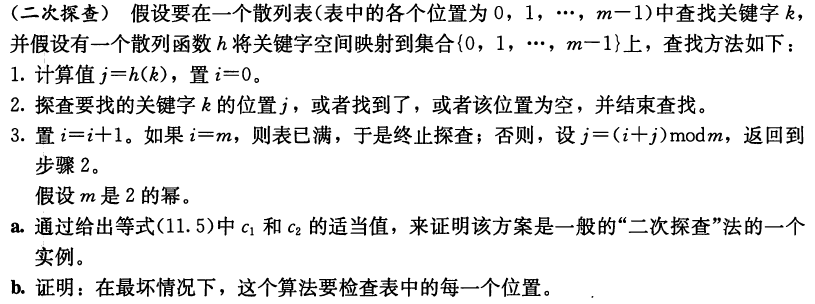 (二次探查) 假设要在一个散列表(表中的各个位置为 0，1，…，m−1)中查找关键字 k，
并假设有一个散列函数 h 将关键字空间映射到集合{0，1，…，m−1}上，查找方法如下：
1. 计算值 j=h(k)，置 i=0。
2. 探查要找的关键字 k 的位置 j，或者找到了，或者该位置为空，并结束查找。
3. 置 i=i+1。如果 i=m，则表已满，于是终止探查；否则，设 j=(i+j)modm，返回到
步骤 2。
假设 m 是 2 的幂。
a. 通过给出等式(11.5)中 c₁ 和 c₂ 的适当值，来证明该方案是一般的“二次探查”法的一个
实例。
b. 证明：在最坏情况下，这个算法要检查表中的每一个位置。